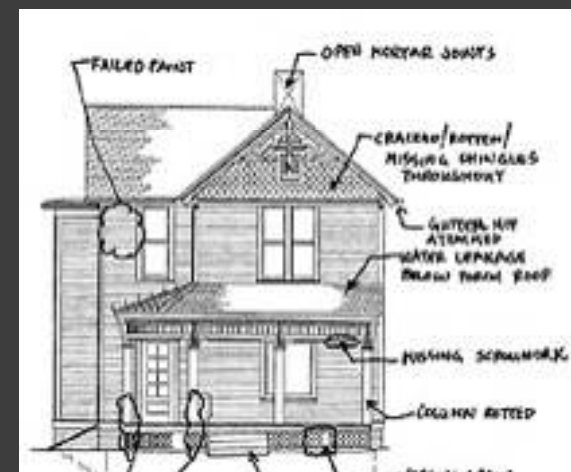 OPEN MORTAR JOINTS
FAILED PAINT
CRACKED/ROTTEN/
MISSING SHINGLES
THROUGHOUT
GUTTER NOT
ATTACHED
WATER LEAKAGE
BELOW PORCH ROOF
MISSING SCROLLWORK
COLUMN ROTTED